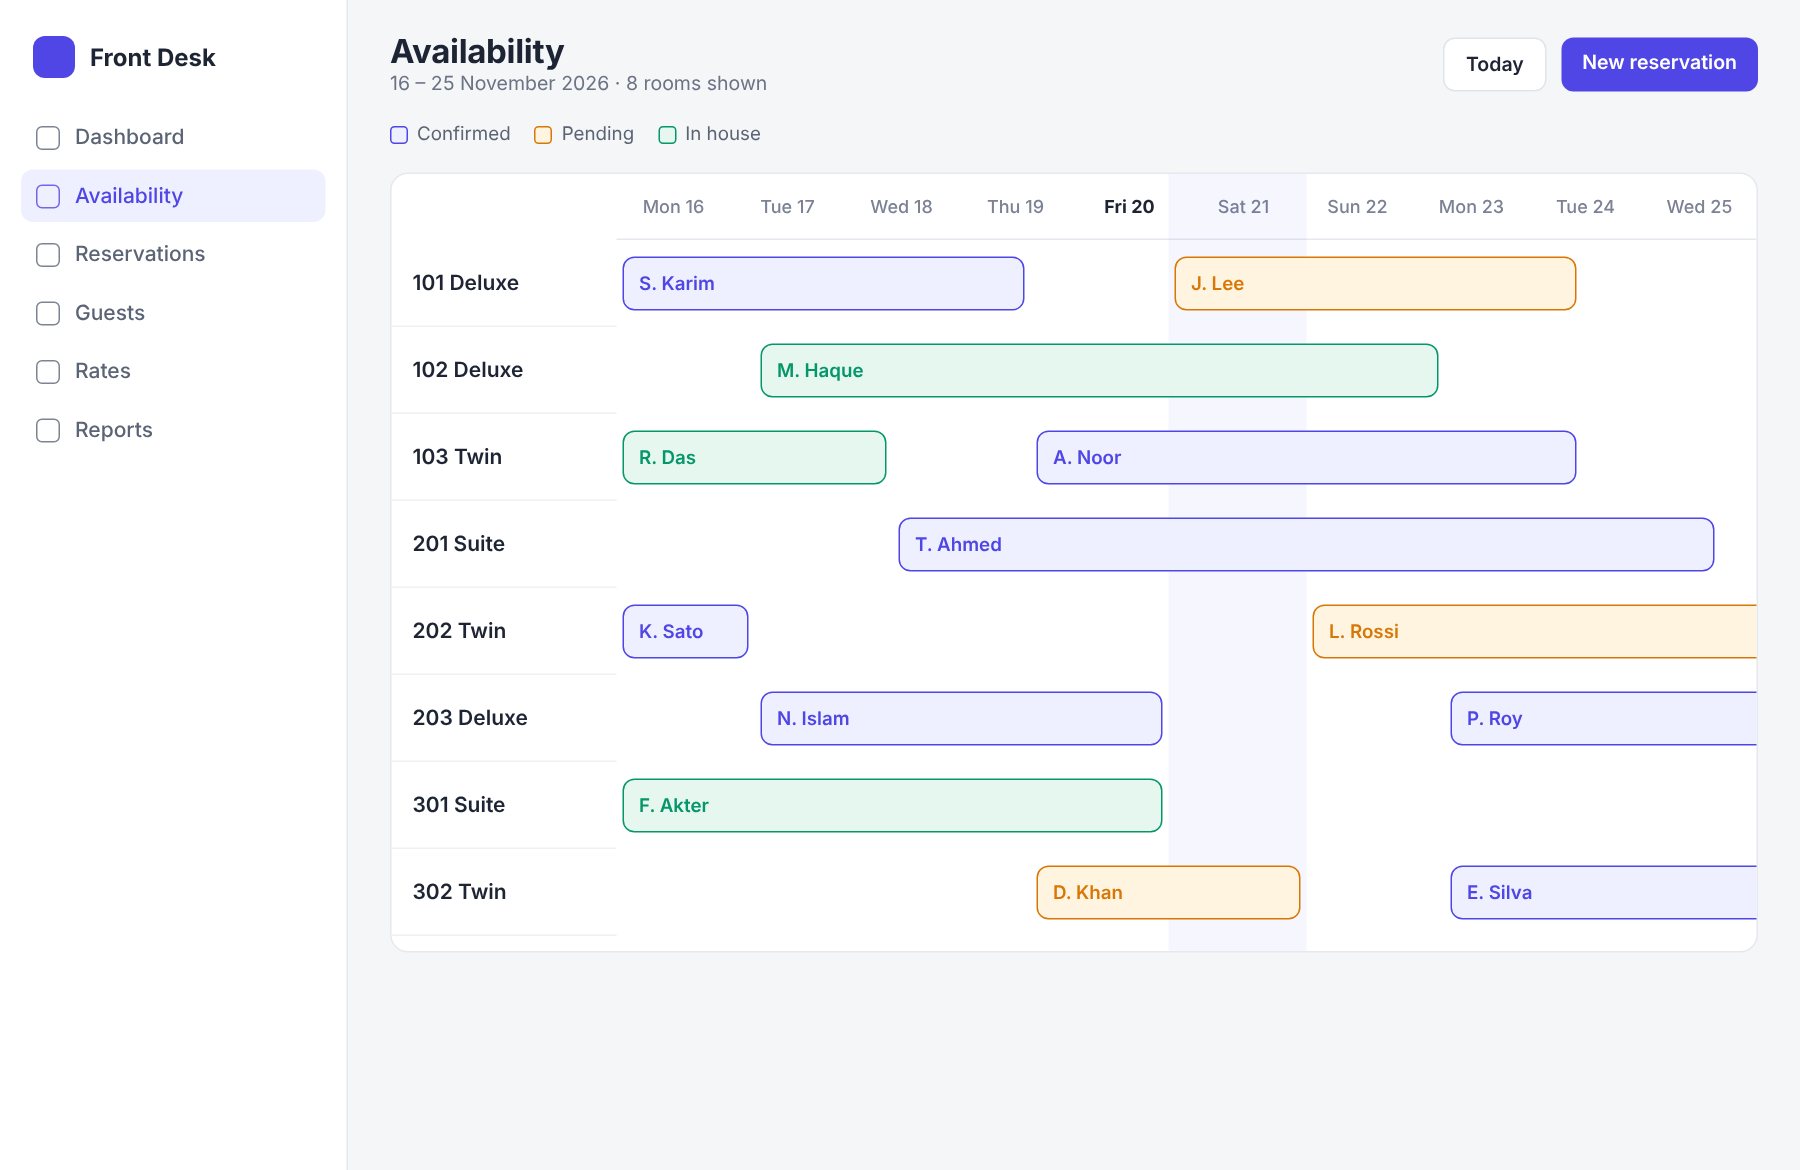 Front Desk
Dashboard
Availability
Reservations
Guests
Rates
Reports
Availability
16 – 25 November 2026 · 8 rooms shown
Today
New reservation
Confirmed Pending In house
Mon 16 Tue 17 Wed 18 Thu 19 Fri 20 Sat 21 Sun 22 Mon 23 Tue 24 Wed 25
101 Deluxe S. Karim J. Lee
102 Deluxe M. Haque
103 Twin R. Das A. Noor
201 Suite T. Ahmed
202 Twin K. Sato L. Rossi
203 Deluxe N. Islam P. Roy
301 Suite F. Akter
302 Twin D. Khan E. Silva